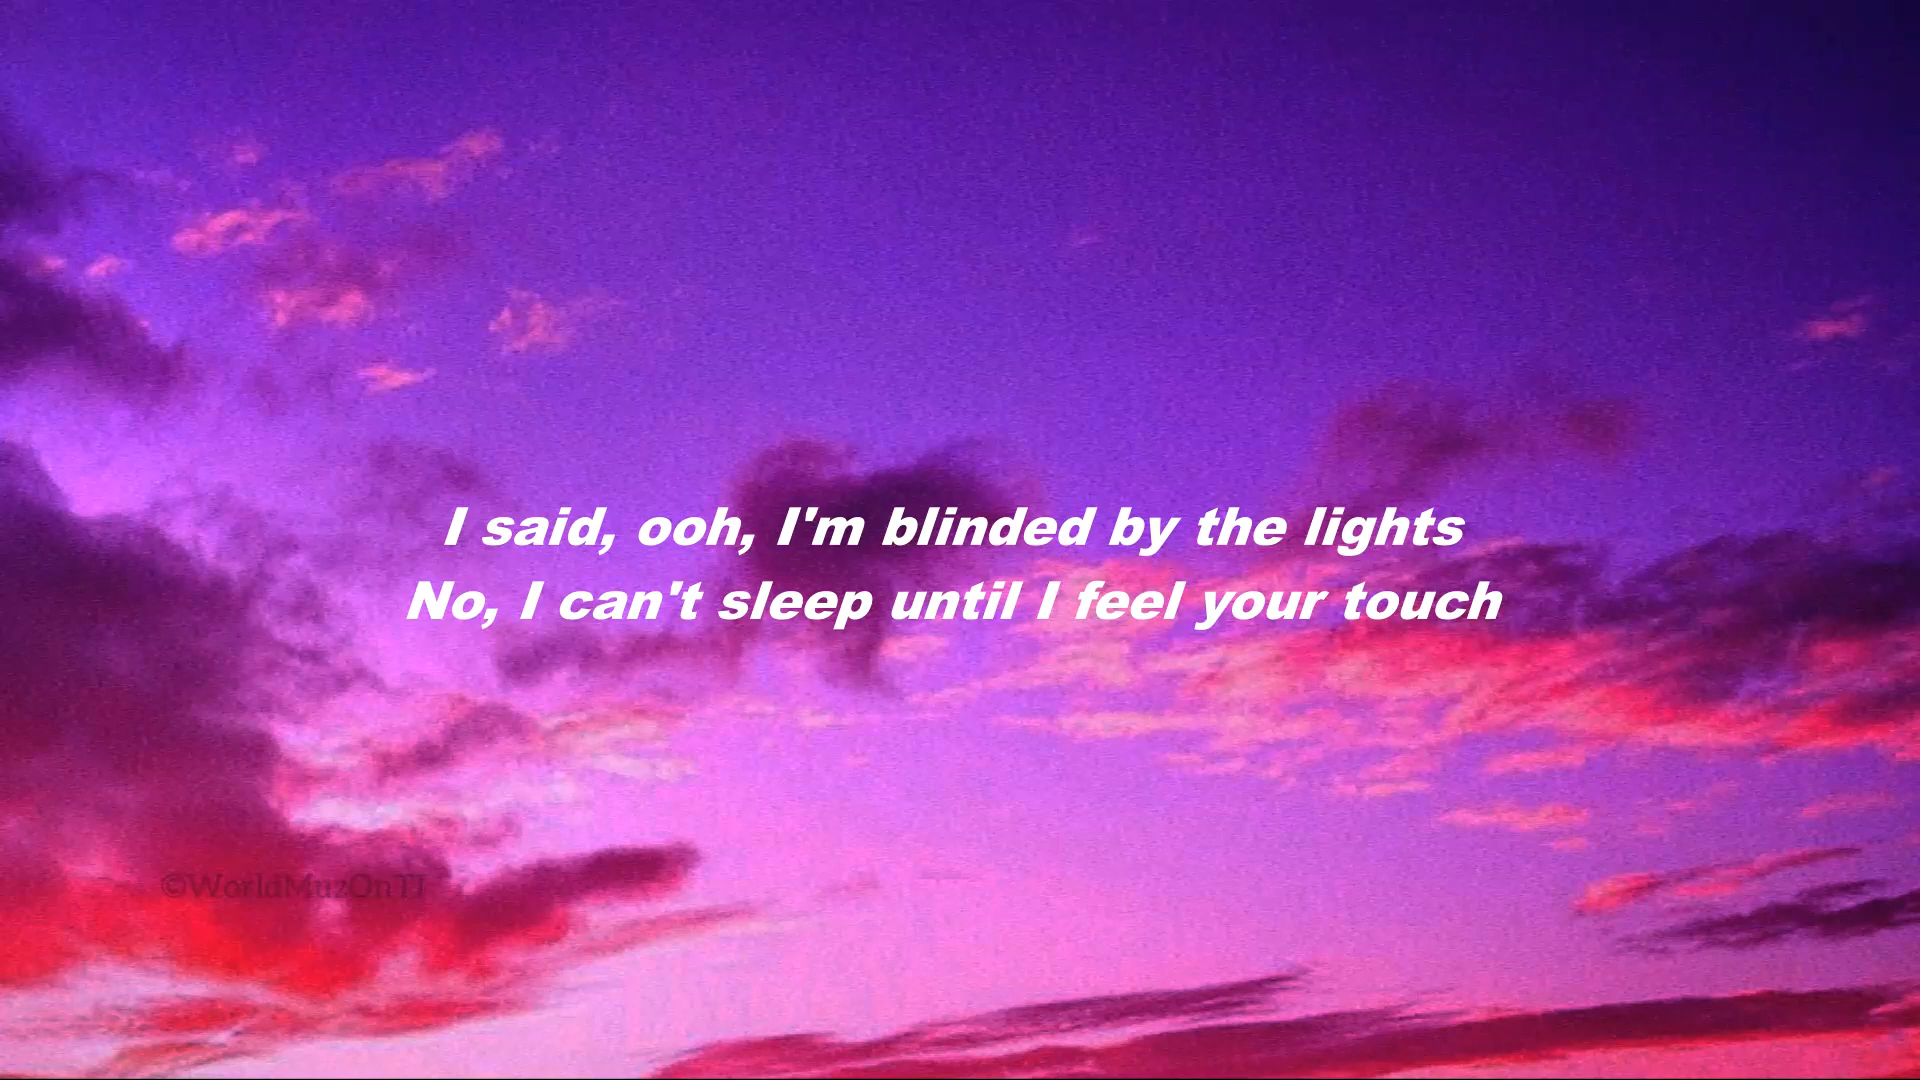 I said, ooh, I'm blinded by the lights
No, I can't sleep until I feel your touch
©WorldMuzOnTJ